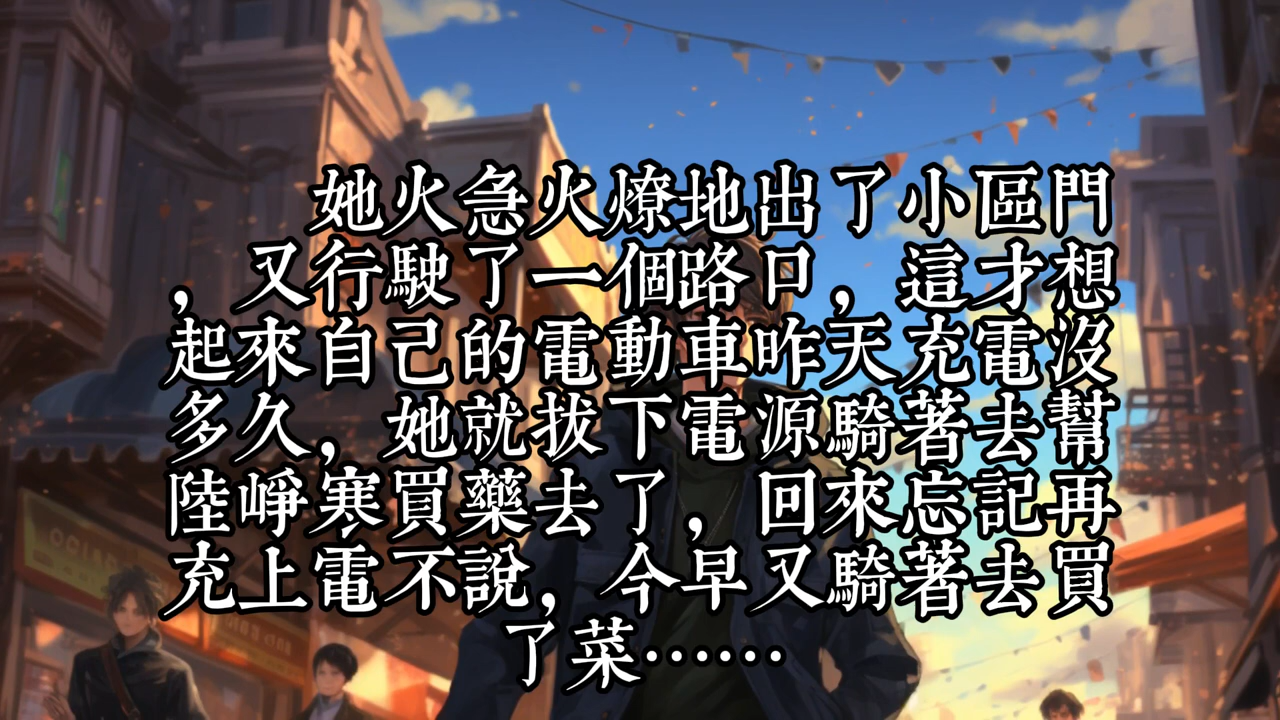 她火急火燎地出了小區門
，又行駛了一個路口，這才想
起來自己的電動車昨天充電沒
多久，她就拔下電源騎著去幫
陸崢寒買藥去了，回來忘記再
充上電不說，今早又騎著去買
了菜……